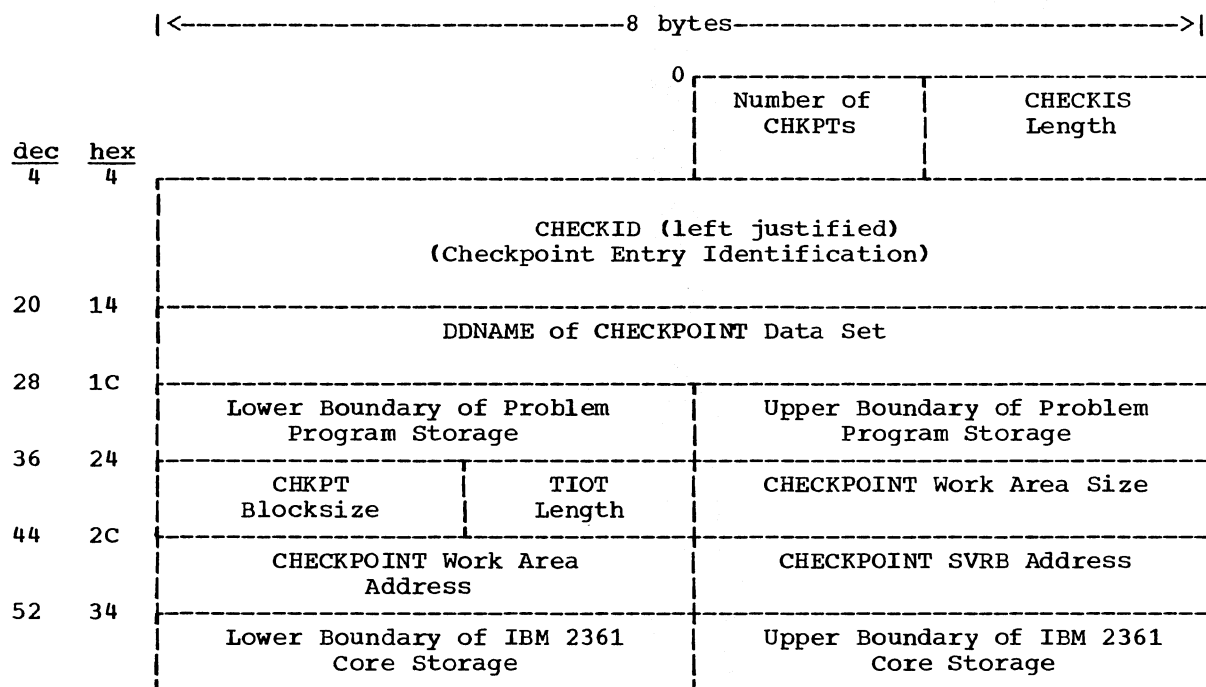 |<-----------------------8 bytes----------------------->|
0
Number of CHECKIS
CHKPTs Length
dec hex
4 4
CHECKID (left justified)
(Checkpoint Entry Identification)
20 14
DDNAME of CHECKPOINT Data Set
28 1C
Lower Boundary of Problem Upper Boundary of Problem
Program Storage Program Storage
36 24
CHKPT TIOT CHECKPOINT Work Area Size
Blocksize Length
44 2C
CHECKPOINT Work Area CHECKPOINT SVRB Address
Address
52 34
Lower Boundary of IBM 2361 Upper Boundary of IBM 2361
Core Storage Core Storage